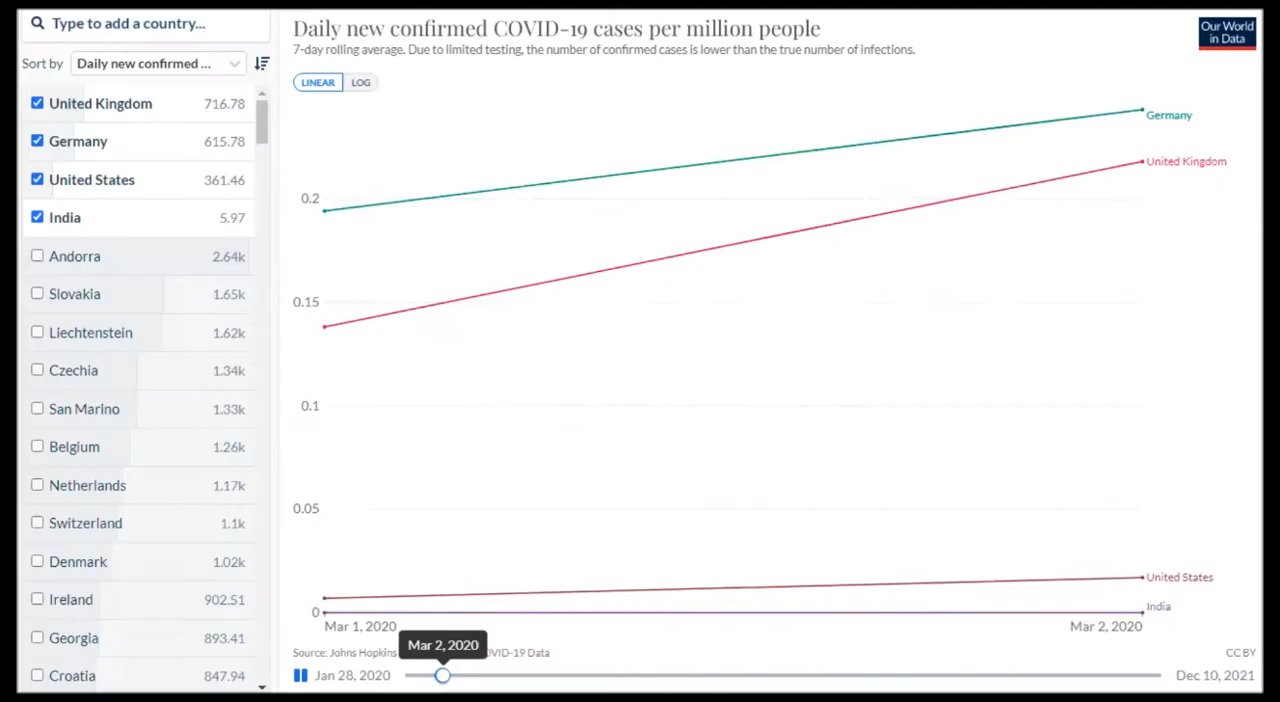 Type to add a country...
Sort by Daily new confirmed ...
United Kingdom 716.78
Germany 615.78
United States 361.46
India 5.97
Andorra 2.64k
Slovakia 1.65k
Liechtenstein 1.62k
Czechia 1.34k
San Marino 1.33k
Belgium 1.26k
Netherlands 1.17k
Switzerland 1.1k
Denmark 1.02k
Ireland 902.51
Georgia 893.41
Croatia 847.94
Daily new confirmed COVID-19 cases per million people
7-day rolling average. Due to limited testing, the number of confirmed cases is lower than the true number of infections.
Our World
in Data
LINEAR LOG
Germany
United Kingdom
0.2
0.15
0.1
0.05
United States
India
0
Mar 1, 2020 Mar 2, 2020
Mar 2, 2020
Source: Johns Hopkins OVID-19 Data CC BY
Jan 28, 2020 Dec 10, 2021